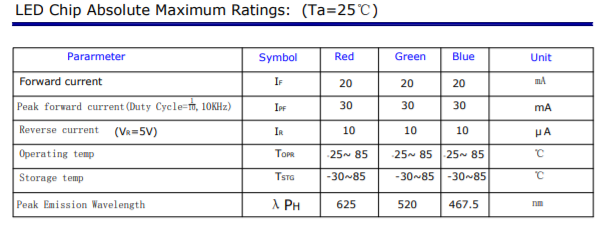 LED Chip Absolute Maximum Ratings: (Ta=25℃)
Pararmeter Symbol Red Green Blue Unit
Forward current IF 20 20 20 mA
Peak forward current(Duty Cycle=1/10,10KHz) IPF 30 30 30 mA
Reverse current (VR=5V) IR 10 10 10 μA
Operating temp TOPR -25~ 85 -25~ 85 -25~ 85 ℃
Storage temp TSTG -30~85 -30~85 -30~85 ℃
Peak Emission Wavelength λ PH 625 520 467.5 nm